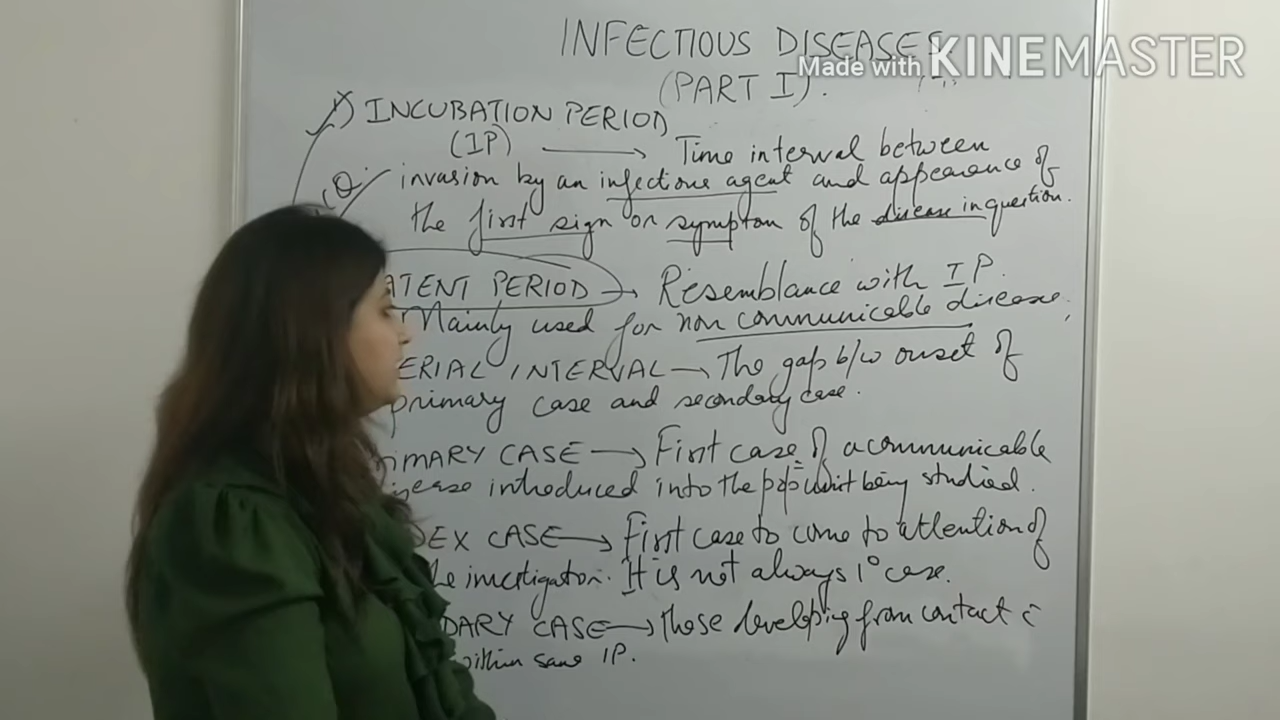 INFECTIOUS DISEASES
Made with KINEMASTER
(PART I).
1) INCUBATION PERIOD
(IP) → Time interval between
invasion by an infectious agent and appearance of
the first sign or symptom of the disease in question.
ATENT PERIOD → Resemblance with IP.
Mainly used for non communicable disease,
ERIAL INTERVAL → The gap b/w onset of
primary case and secondary case.
IMARY CASE → First case of a communicable
introduced into the popⁿ unit being studied.
DEX CASE → First case to come to attention of
investigator. It is not always 1° case.
DARY CASE → those developing from contact c̄
within same IP.